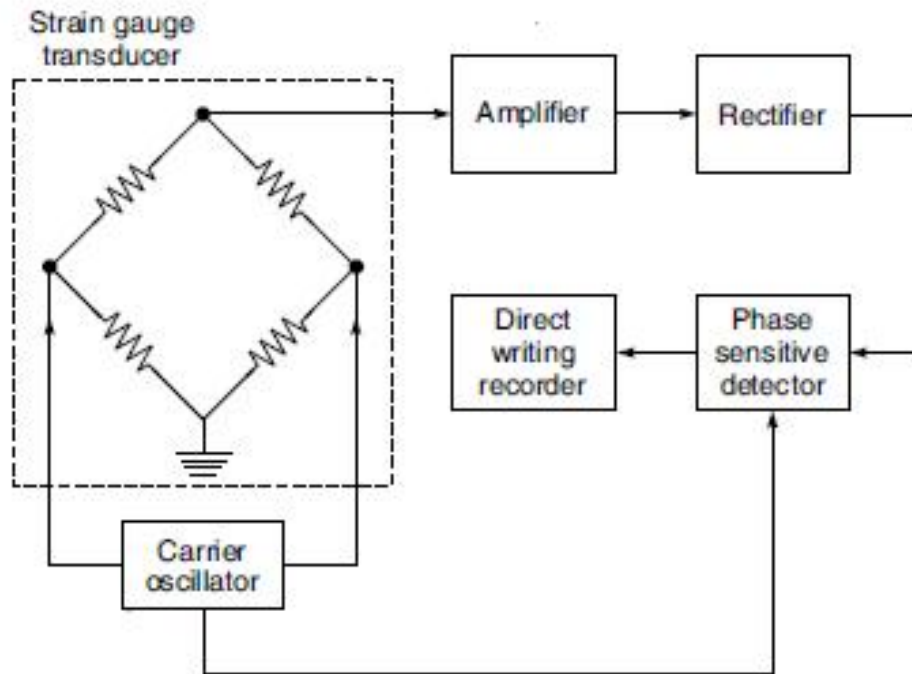 Strain gauge
transducer
Amplifier
Rectifier
Direct
writing
recorder
Phase
sensitive
detector
Carrier
oscillator